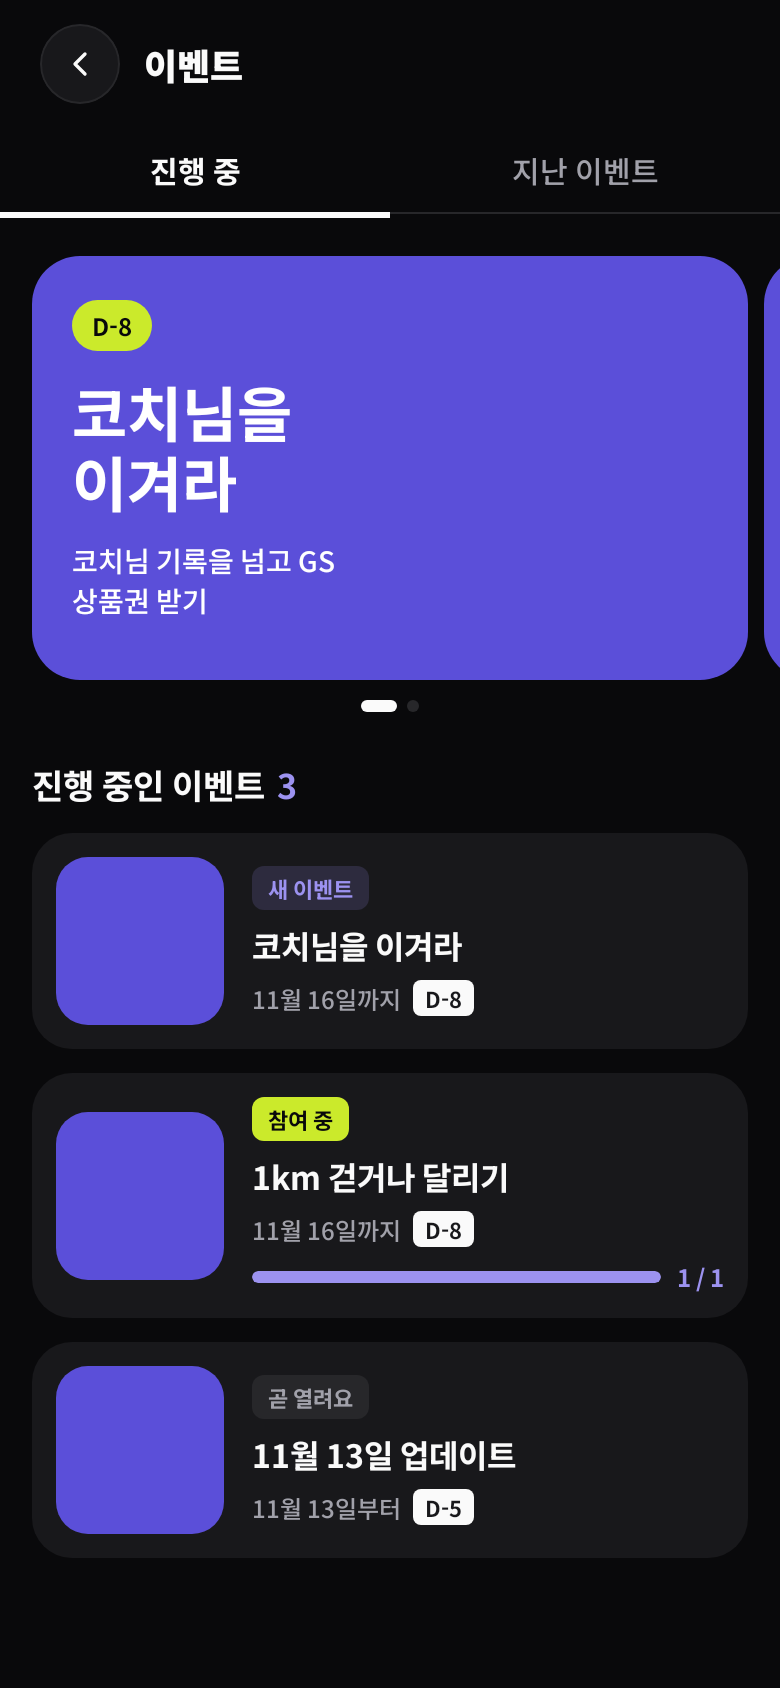 이벤트
진행 중
지난 이벤트
D-8
코치님을
이겨라
코치님 기록을 넘고 GS
상품권 받기
진행 중인 이벤트 3
새 이벤트
코치님을 이겨라
11월 16일까지 D-8
참여 중
1km 걷거나 달리기
11월 16일까지 D-8
1 / 1
곧 열려요
11월 13일 업데이트
11월 13일부터 D-5